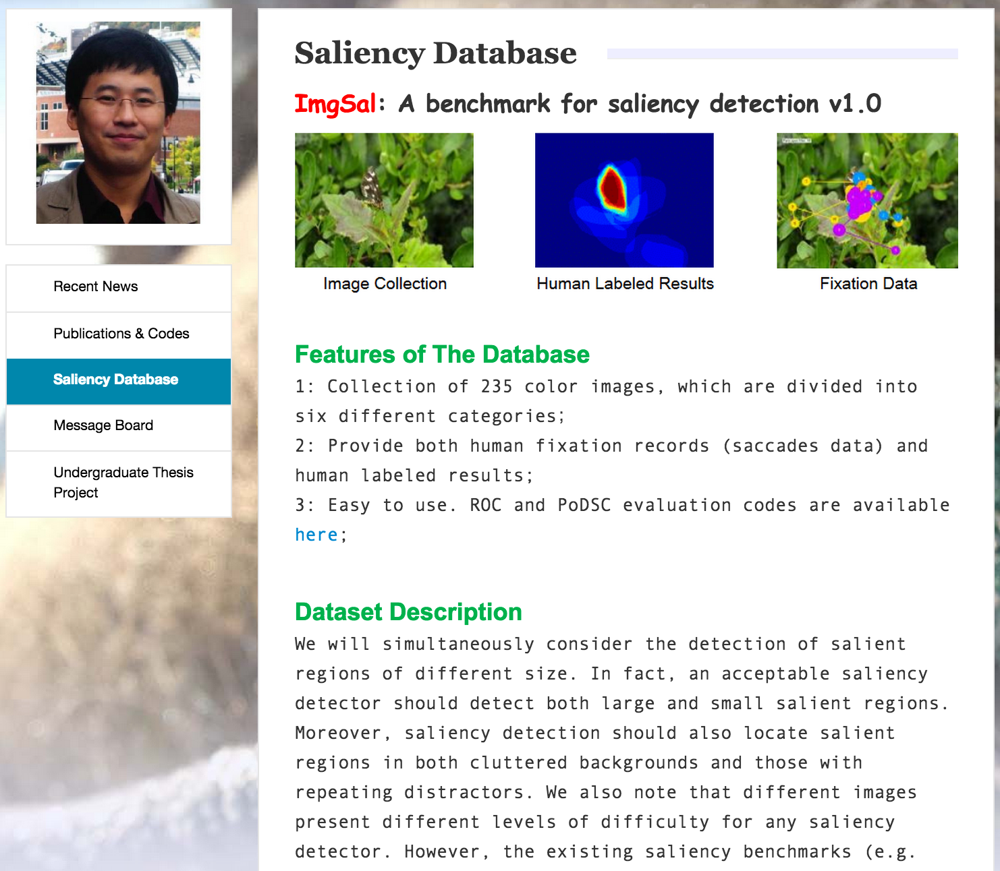 Recent News
Publications & Codes
Saliency Database
Message Board
Undergraduate Thesis
Project
Saliency Database
ImgSal: A benchmark for saliency detection v1.0
Image Collection
Human Labeled Results
Fixation Data
Features of The Database
1: Collection of 235 color images, which are divided into
six different categories;
2: Provide both human fixation records (saccades data) and
human labeled results;
3: Easy to use. ROC and PoDSC evaluation codes are available
here;
Dataset Description
We will simultaneously consider the detection of salient
regions of different size. In fact, an acceptable saliency
detector should detect both large and small salient regions.
Moreover, saliency detection should also locate salient
regions in both cluttered backgrounds and those with
repeating distractors. We also note that different images
present different levels of difficulty for any saliency
detector. However, the existing saliency benchmarks (e.g.